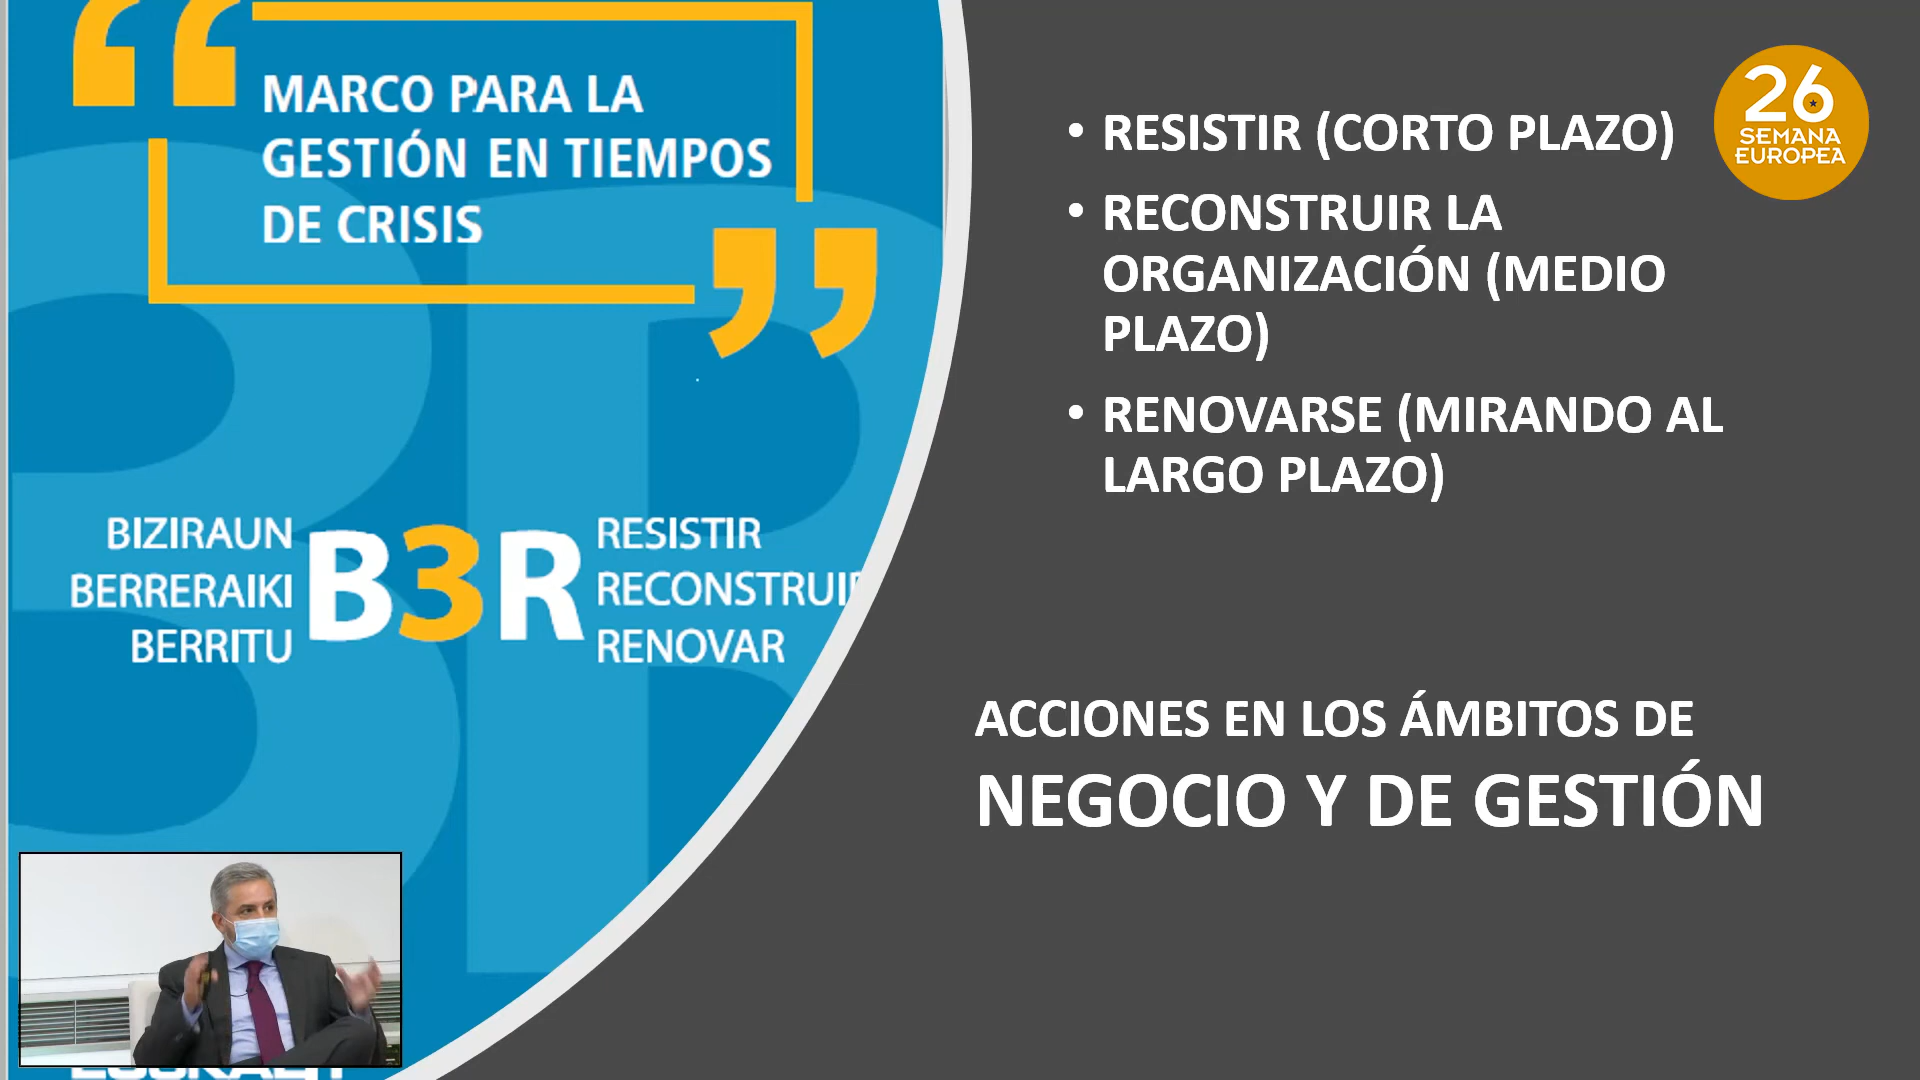 MARCO PARA LA
GESTIÓN EN TIEMPOS
DE CRISIS
BIZIRAUN
BERRERAIKI
BERRITU
B3R
RESISTIR
RECONSTRUI
RENOVAR
• RESISTIR (CORTO PLAZO)
• RECONSTRUIR LA
ORGANIZACIÓN (MEDIO
PLAZO)
• RENOVARSE (MIRANDO AL
LARGO PLAZO)
ACCIONES EN LOS ÁMBITOS DE
NEGOCIO Y DE GESTIÓN
26
SEMANA
EUROPEA